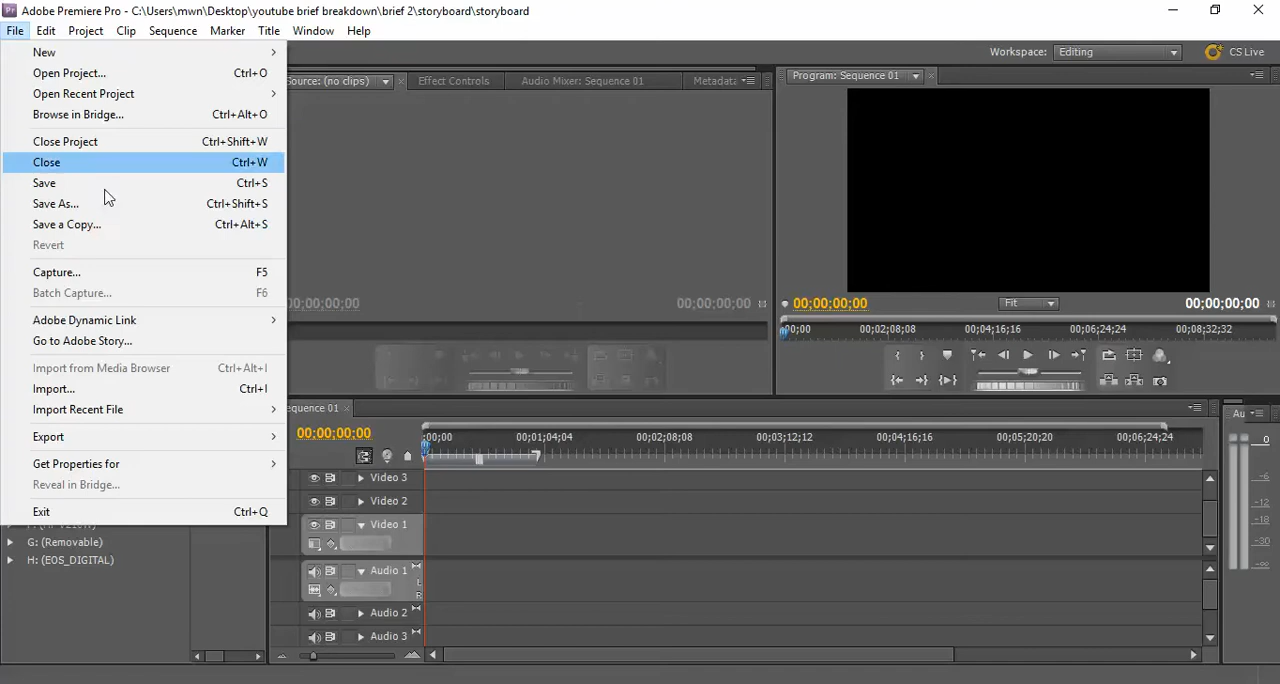 Adobe Premiere Pro - C:\Users\mwn\Desktop\youtube brief breakdown\brief 2\storyboard\storyboard
File Edit Project Clip Sequence Marker Title Window Help
Workspace: Editing CS Live
New
Open Project... Ctrl+O
Open Recent Project
Browse in Bridge... Ctrl+Alt+O
Close Project Ctrl+Shift+W
Close Ctrl+W
Save Ctrl+S
Save As... Ctrl+Shift+S
Save a Copy... Ctrl+Alt+S
Revert
Capture... F5
Batch Capture... F6
Adobe Dynamic Link
Go to Adobe Story...
Import from Media Browser Ctrl+Alt+I
Import... Ctrl+I
Import Recent File
Export
Get Properties for
Reveal in Bridge...
Exit Ctrl+Q
G: (Removable)
H: (EOS_DIGITAL)
Source: (no clips) Effect Controls Audio Mixer: Sequence 01 Metadat
00;00;00;00 00;00;00;00
Program: Sequence 01
00;00;00;00 Fit 00;00;00;00
00;00 00;02;08;08 00;04;16;16 00;06;24;24 00;08;32;32
equence 01
00;00;00;00
;00;00 00;01;04;04 00;02;08;08 00;03;12;12 00;04;16;16 00;05;20;20 00;06;24;24
Video 3
Video 2
Video 1
Audio 1
L
R
Audio 2
Audio 3
Au
0
-6
-12
-18
-30
-∞